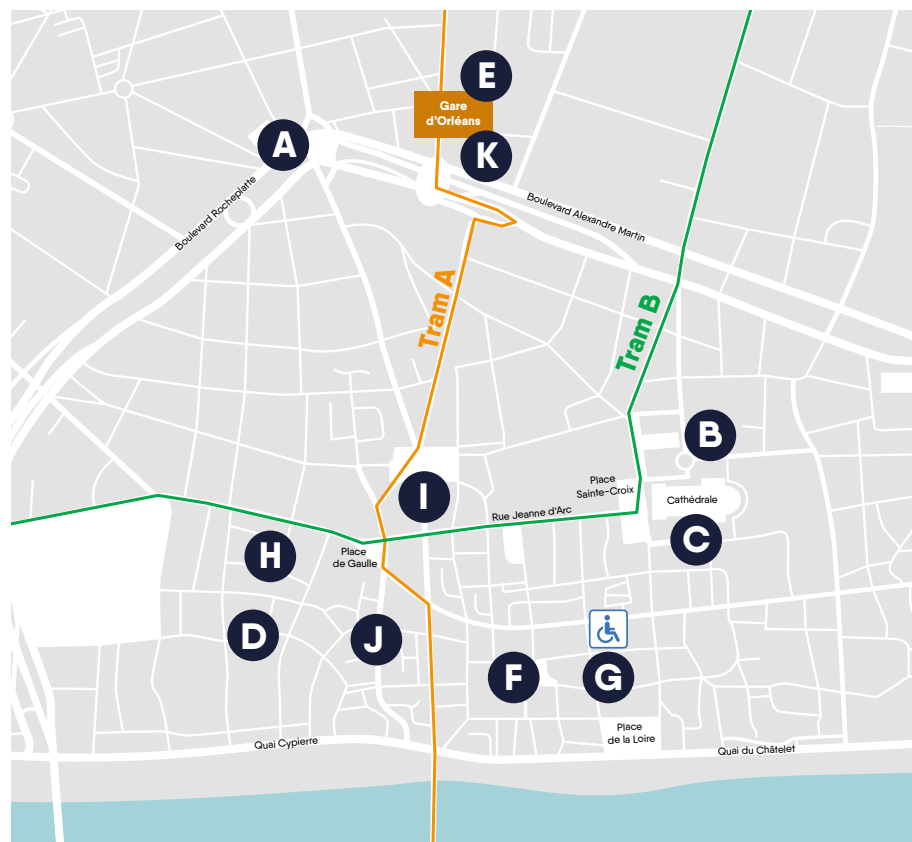 E
Gare
d'Orléans
A
K
Boulevard Rocheplatte
Boulevard Alexandre Martin
Tram A
Tram B
B
Place
Sainte-Croix
Cathédrale
I
Rue Jeanne d'Arc
C
H
Place
de Gaulle
D
J
F
G
Place
de la Loire
Quai Cypierre
Quai du Châtelet